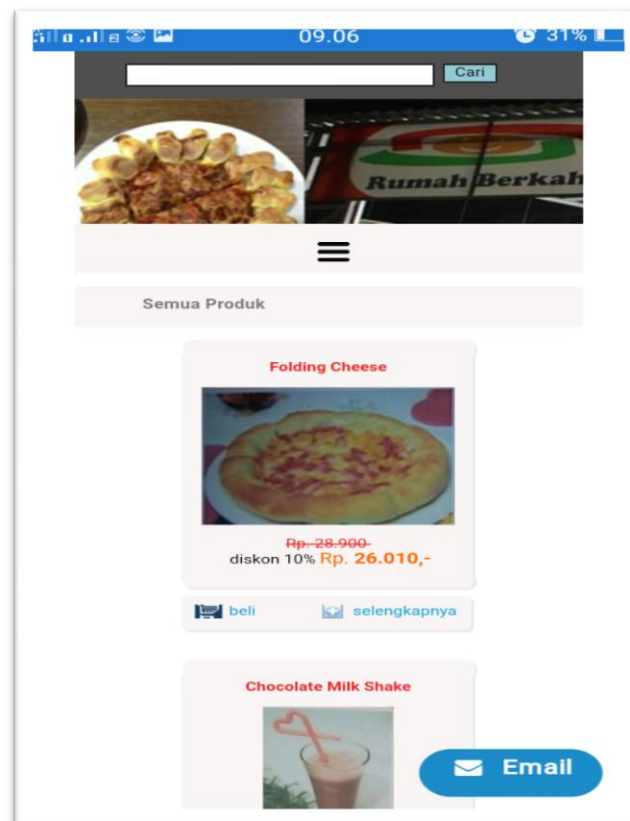 09.06
31%
Cari
Rumah Berkah
Semua Produk
Folding Cheese
Rp. 28.900-
diskon 10% Rp. 26.010,-
beli
selengkapnya
Chocolate Milk Shake
Email